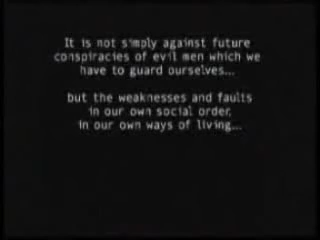 It is not simply against future
conspiracies of evil men which we
have to guard ourselves...
but the weaknesses and faults
in our own social order,
in our own ways of living...